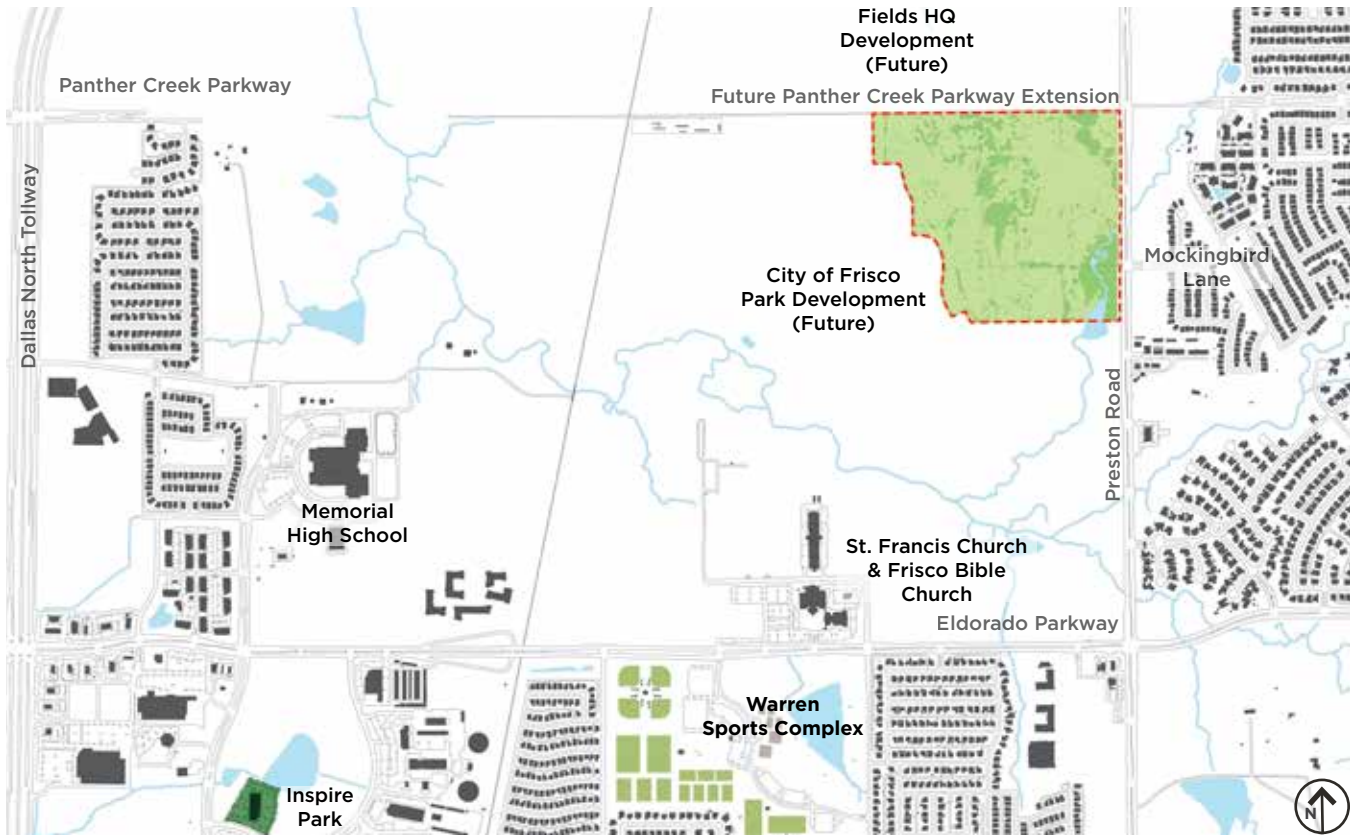 Fields HQ
Development
(Future)
Panther Creek Parkway
Future Panther Creek Parkway Extension
Dallas North Tollway
Mockingbird
Lane
City of Frisco
Park Development
(Future)
Preston Road
Memorial
High School
St. Francis Church
& Frisco Bible
Church
Eldorado Parkway
Warren
Sports Complex
Inspire
Park
N